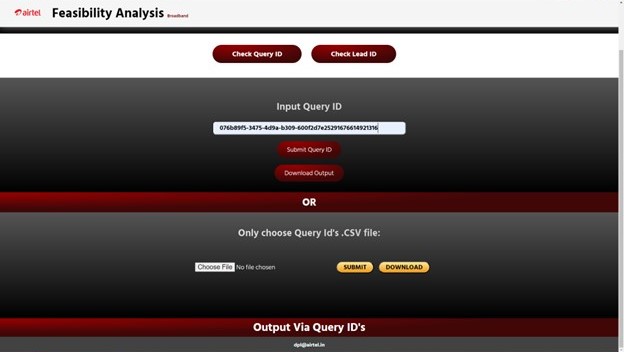 airtel Feasibility Analysis Broadband
Check Query ID Check Lead ID
Input Query ID
076b89f5-3475-4d9a-b309-600f2d7e25291676614921316
Submit Query ID
Download Output
OR
Only choose Query Id's .CSV file:
Choose File No file chosen SUBMIT DOWNLOAD
Output Via Query ID's
dpi@airtel.in